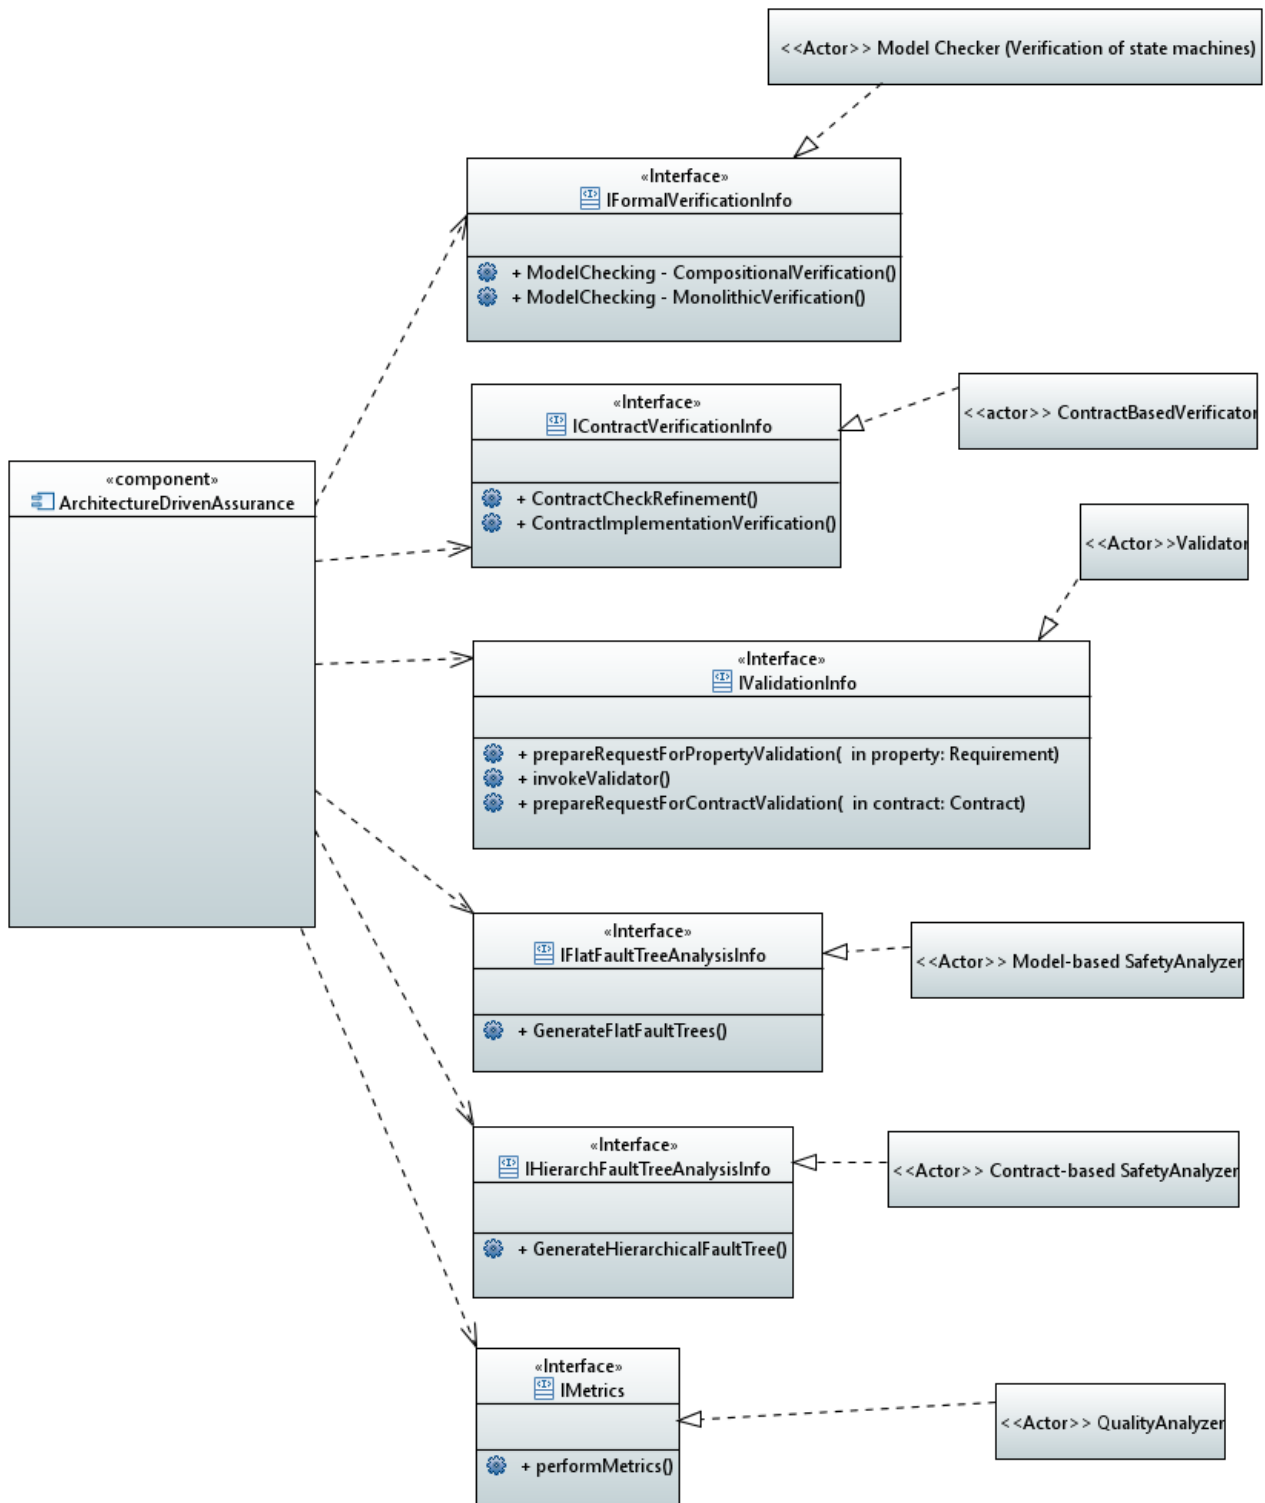 <<Actor>> Model Checker (Verification of state machines)
«Interface»
IFormalVerificationInfo
+ ModelChecking - CompositionalVerification()
+ ModelChecking - MonolithicVerification()
«Interface»
IContractVerificationInfo
+ ContractCheckRefinement()
+ ContractImplementationVerification()
<<actor>> ContractBasedVerificator
«component»
ArchitectureDrivenAssurance
<<Actor>>Validator
«Interface»
IValidationInfo
+ prepareRequestForPropertyValidation(  in property: Requirement)
+ invokeValidator()
+ prepareRequestForContractValidation(  in contract: Contract)
«Interface»
IFlatFaultTreeAnalysisInfo
+ GenerateFlatFaultTrees()
<<Actor>> Model-based SafetyAnalyzer
«Interface»
IHierarchFaultTreeAnalysisInfo
+ GenerateHierarchicalFaultTree()
<<Actor>> Contract-based SafetyAnalyzer
«Interface»
IMetrics
+ performMetrics()
<<Actor>> QualityAnalyzer